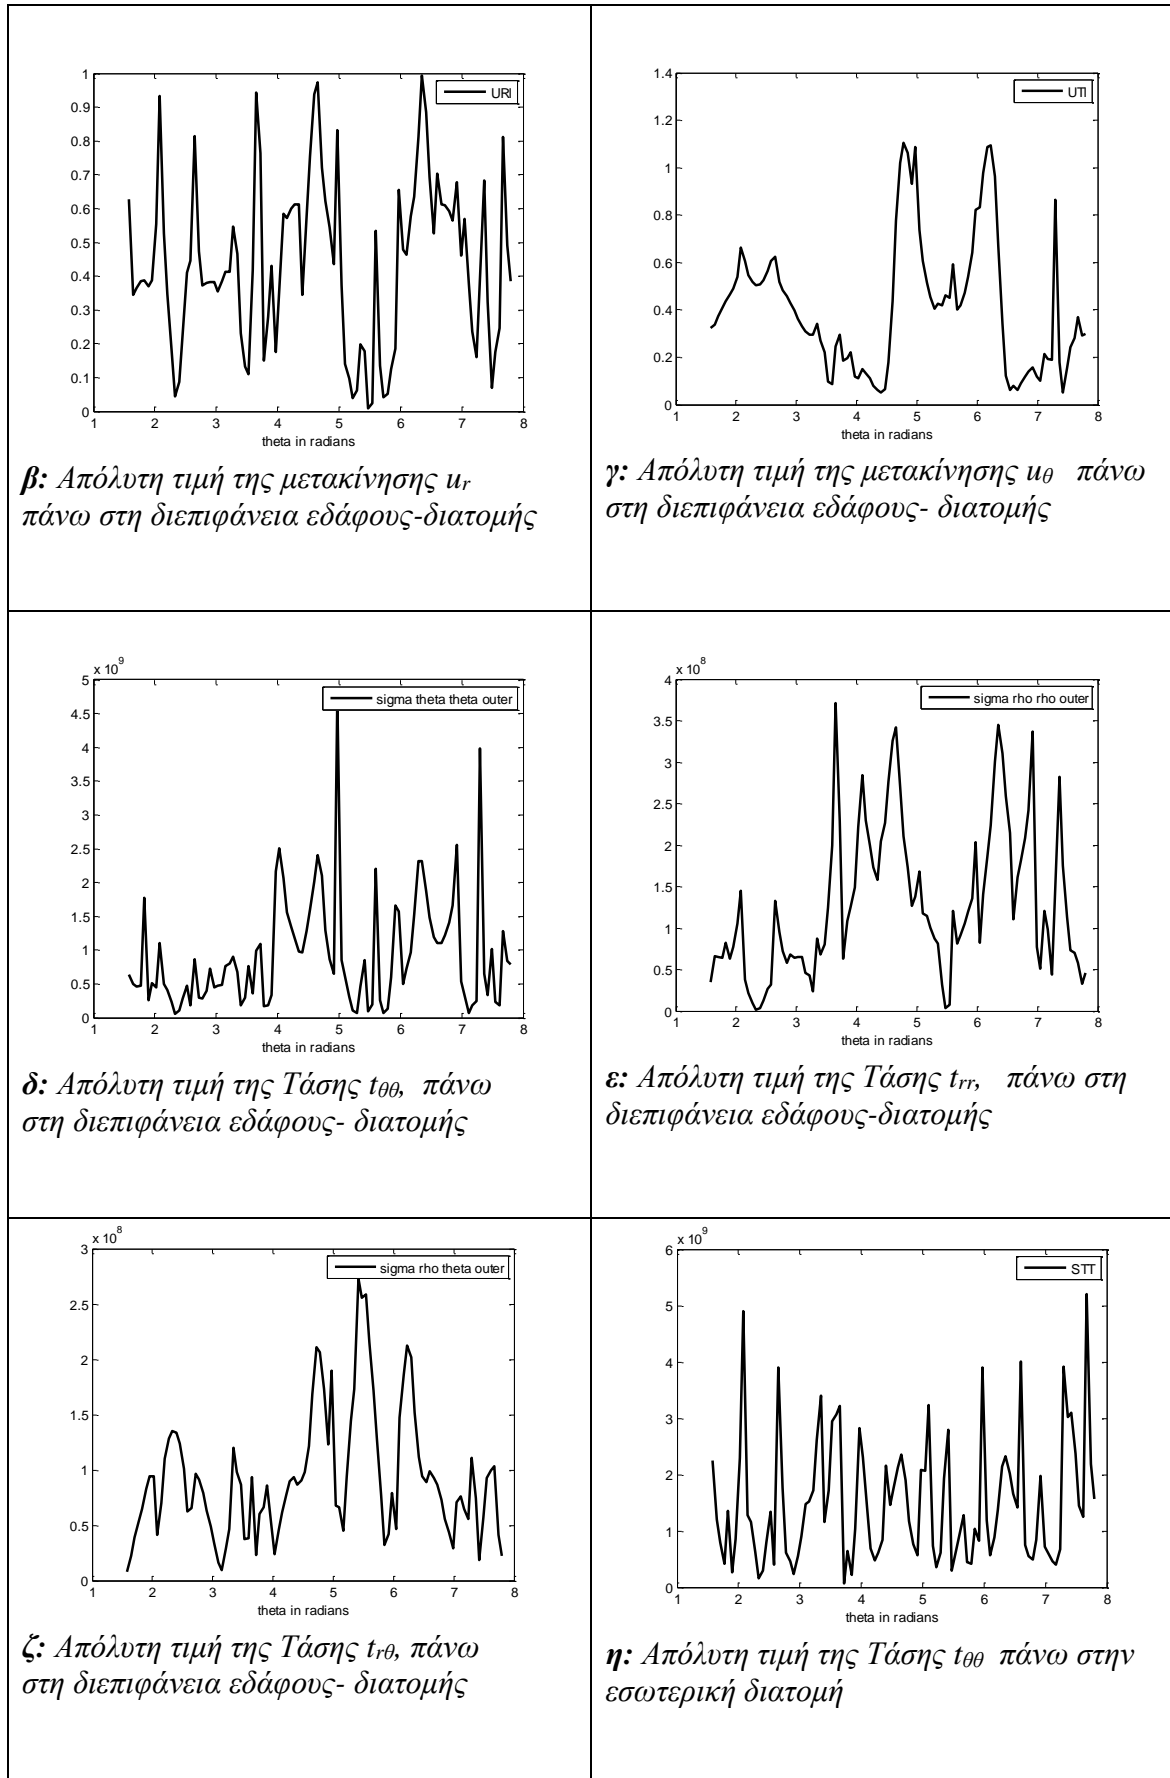 URI
1
0.9
0.8
0.7
0.6
0.5
0.4
0.3
0.2
0.1
0
1 2 3 4 5 6 7 8
theta in radians
β: Απόλυτη τιμή της μετακίνησης ur
πάνω στη διεπιφάνεια εδάφους-διατομής
UTI
1.4
1.2
1
0.8
0.6
0.4
0.2
0
1 2 3 4 5 6 7 8
theta in radians
γ: Απόλυτη τιμή της μετακίνησης uθ πάνω
στη διεπιφάνεια εδάφους- διατομής
x 10^9
sigma theta theta outer
5
4.5
4
3.5
3
2.5
2
1.5
1
0.5
0
1 2 3 4 5 6 7 8
theta in radians
δ: Απόλυτη τιμή της Τάσης tθθ, πάνω
στη διεπιφάνεια εδάφους- διατομής
x 10^8
sigma rho rho outer
4
3.5
3
2.5
2
1.5
1
0.5
0
1 2 3 4 5 6 7 8
theta in radians
ε: Απόλυτη τιμή της Τάσης trr, πάνω στη
διεπιφάνεια εδάφους-διατομής
x 10^8
sigma rho theta outer
3
2.5
2
1.5
1
0.5
0
1 2 3 4 5 6 7 8
theta in radians
ζ: Απόλυτη τιμή της Τάσης trθ, πάνω
στη διεπιφάνεια εδάφους- διατομής
x 10^9
STT
6
5
4
3
2
1
0
1 2 3 4 5 6 7 8
theta in radians
η: Απόλυτη τιμή της Τάσης tθθ πάνω στην
εσωτερική διατομή